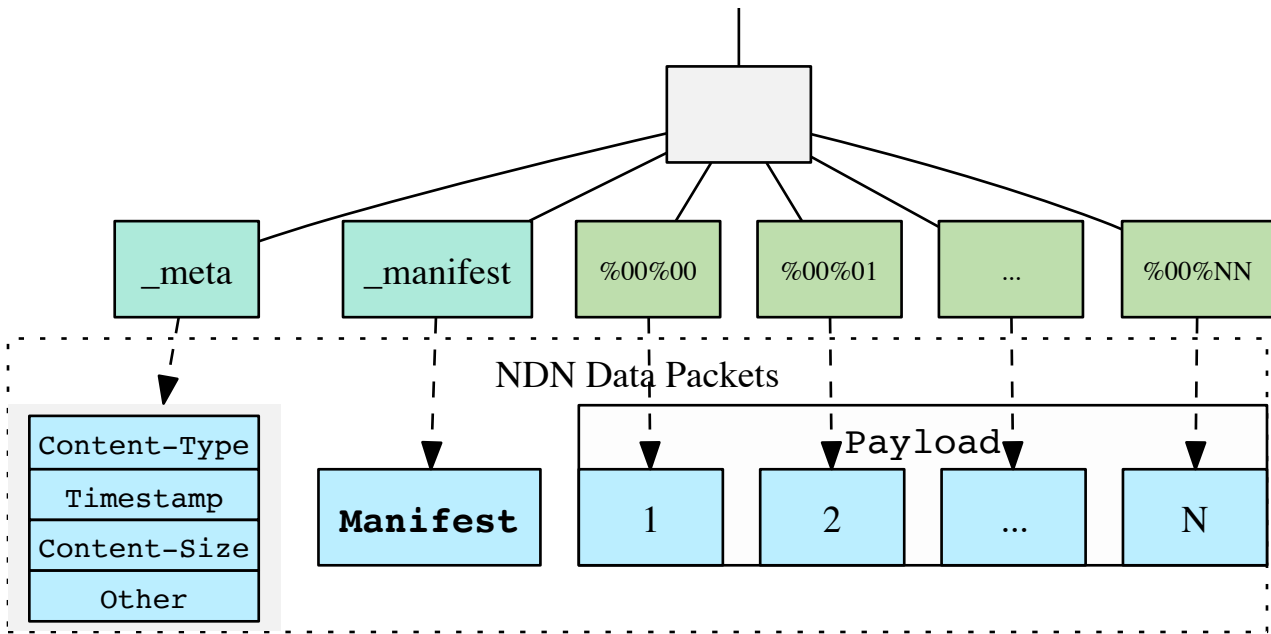 _meta
_manifest
%00%00
%00%01
...
%00%NN
NDN Data Packets
Content-Type
Timestamp
Content-Size
Other
Manifest
Payload
1
2
...
N